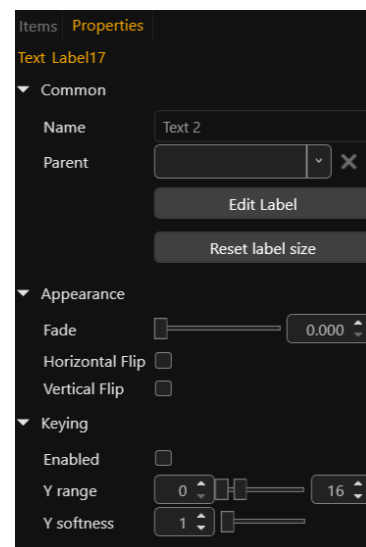 Items Properties
Text Label17
Common
Name Text 2
Parent
Edit Label
Reset label size
Appearance
Fade 0.000
Horizontal Flip
Vertical Flip
Keying
Enabled
Y range 0 16
Y softness 1